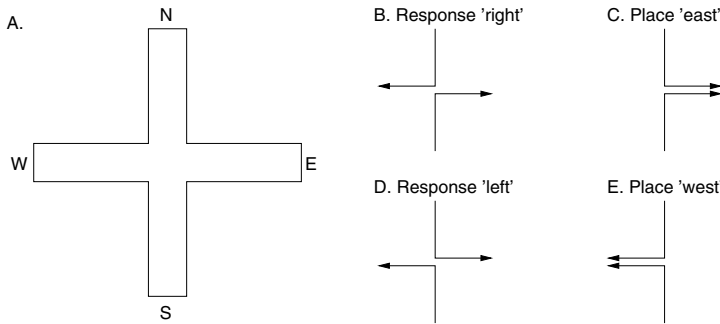 A.
N
W
E
S
B. Response 'right'
C. Place 'east'
D. Response 'left'
E. Place 'west'